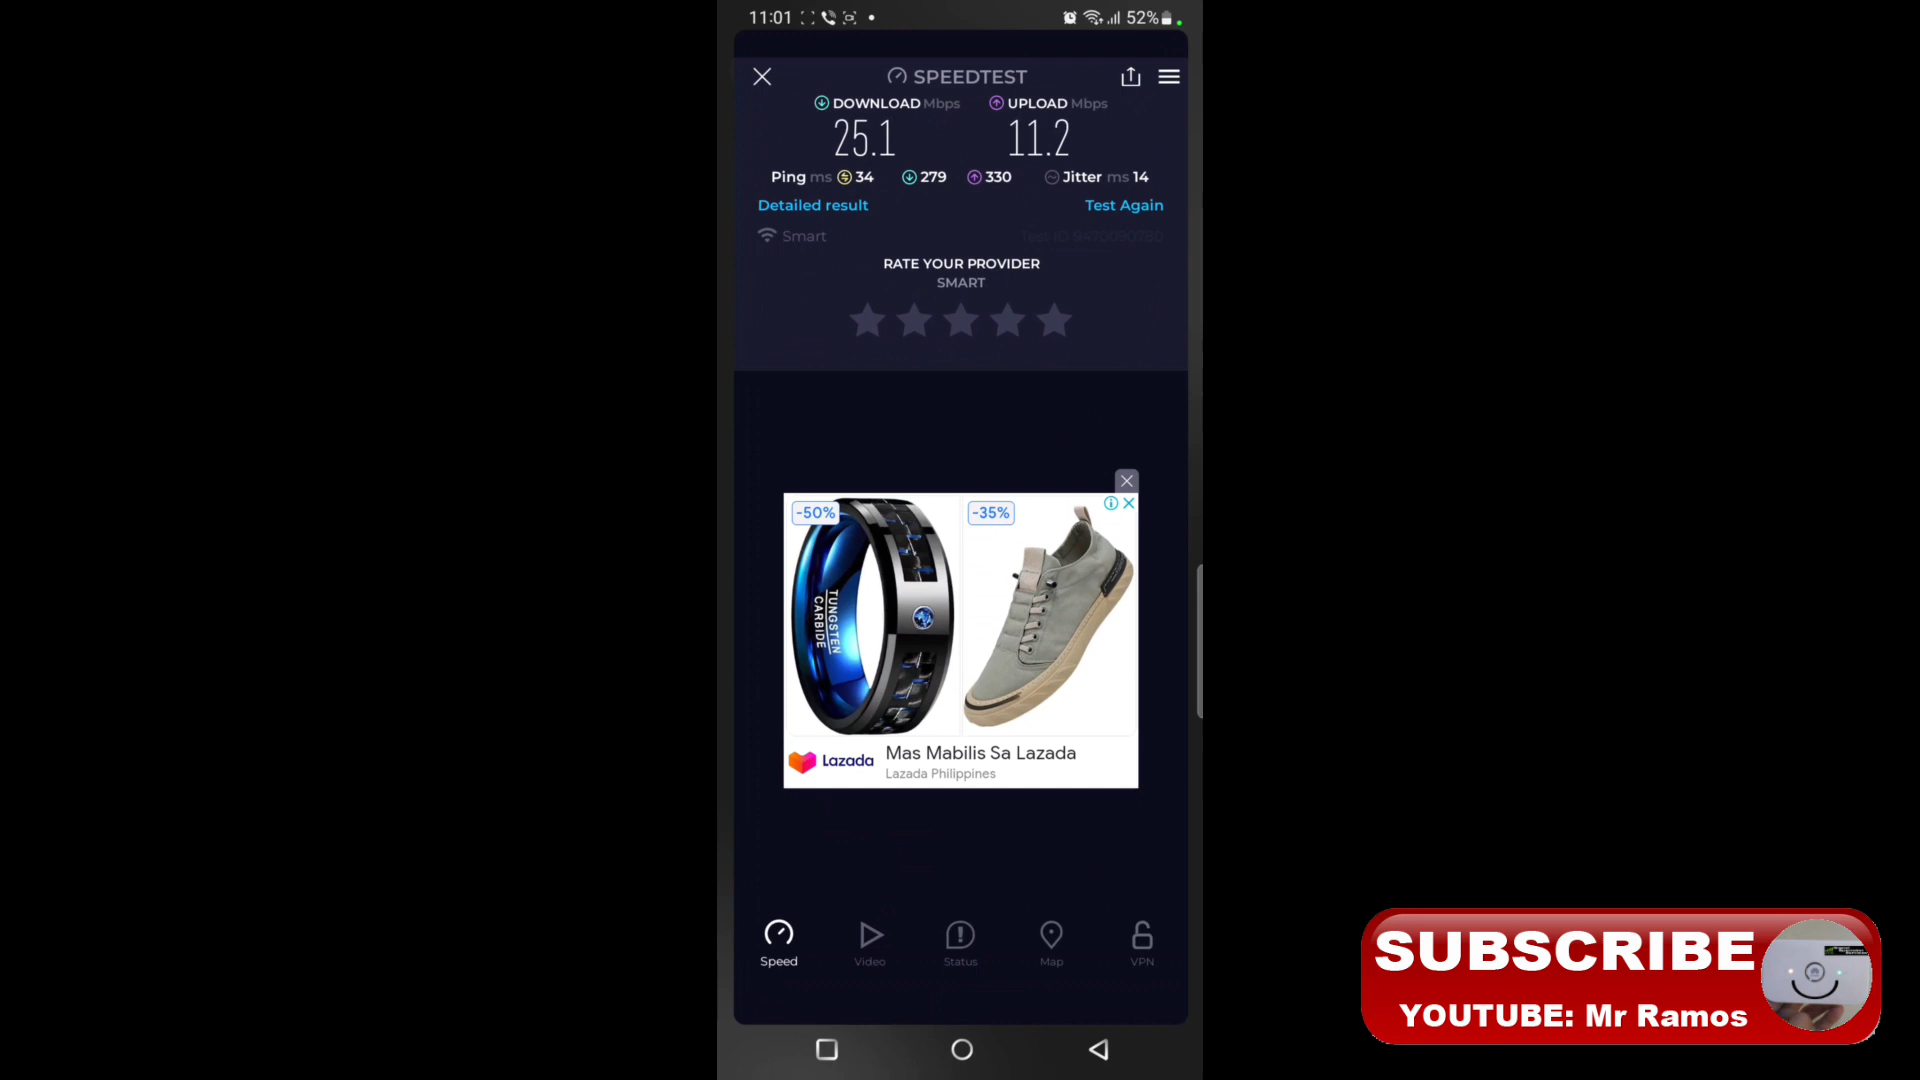 11:01 52%
SPEEDTEST
DOWNLOAD Mbps UPLOAD Mbps
25.1 11.2
Ping ms 34 279 330 Jitter ms 14
Detailed result Test Again
Smart
RATE YOUR PROVIDER
SMART
-50% -35%
TUNGSTEN
CARBIDE
Lazada Mas Mabilis Sa Lazada
Lazada Philippines
Speed Video Status Map VPN
SUBSCRIBE
YOUTUBE: Mr Ramos